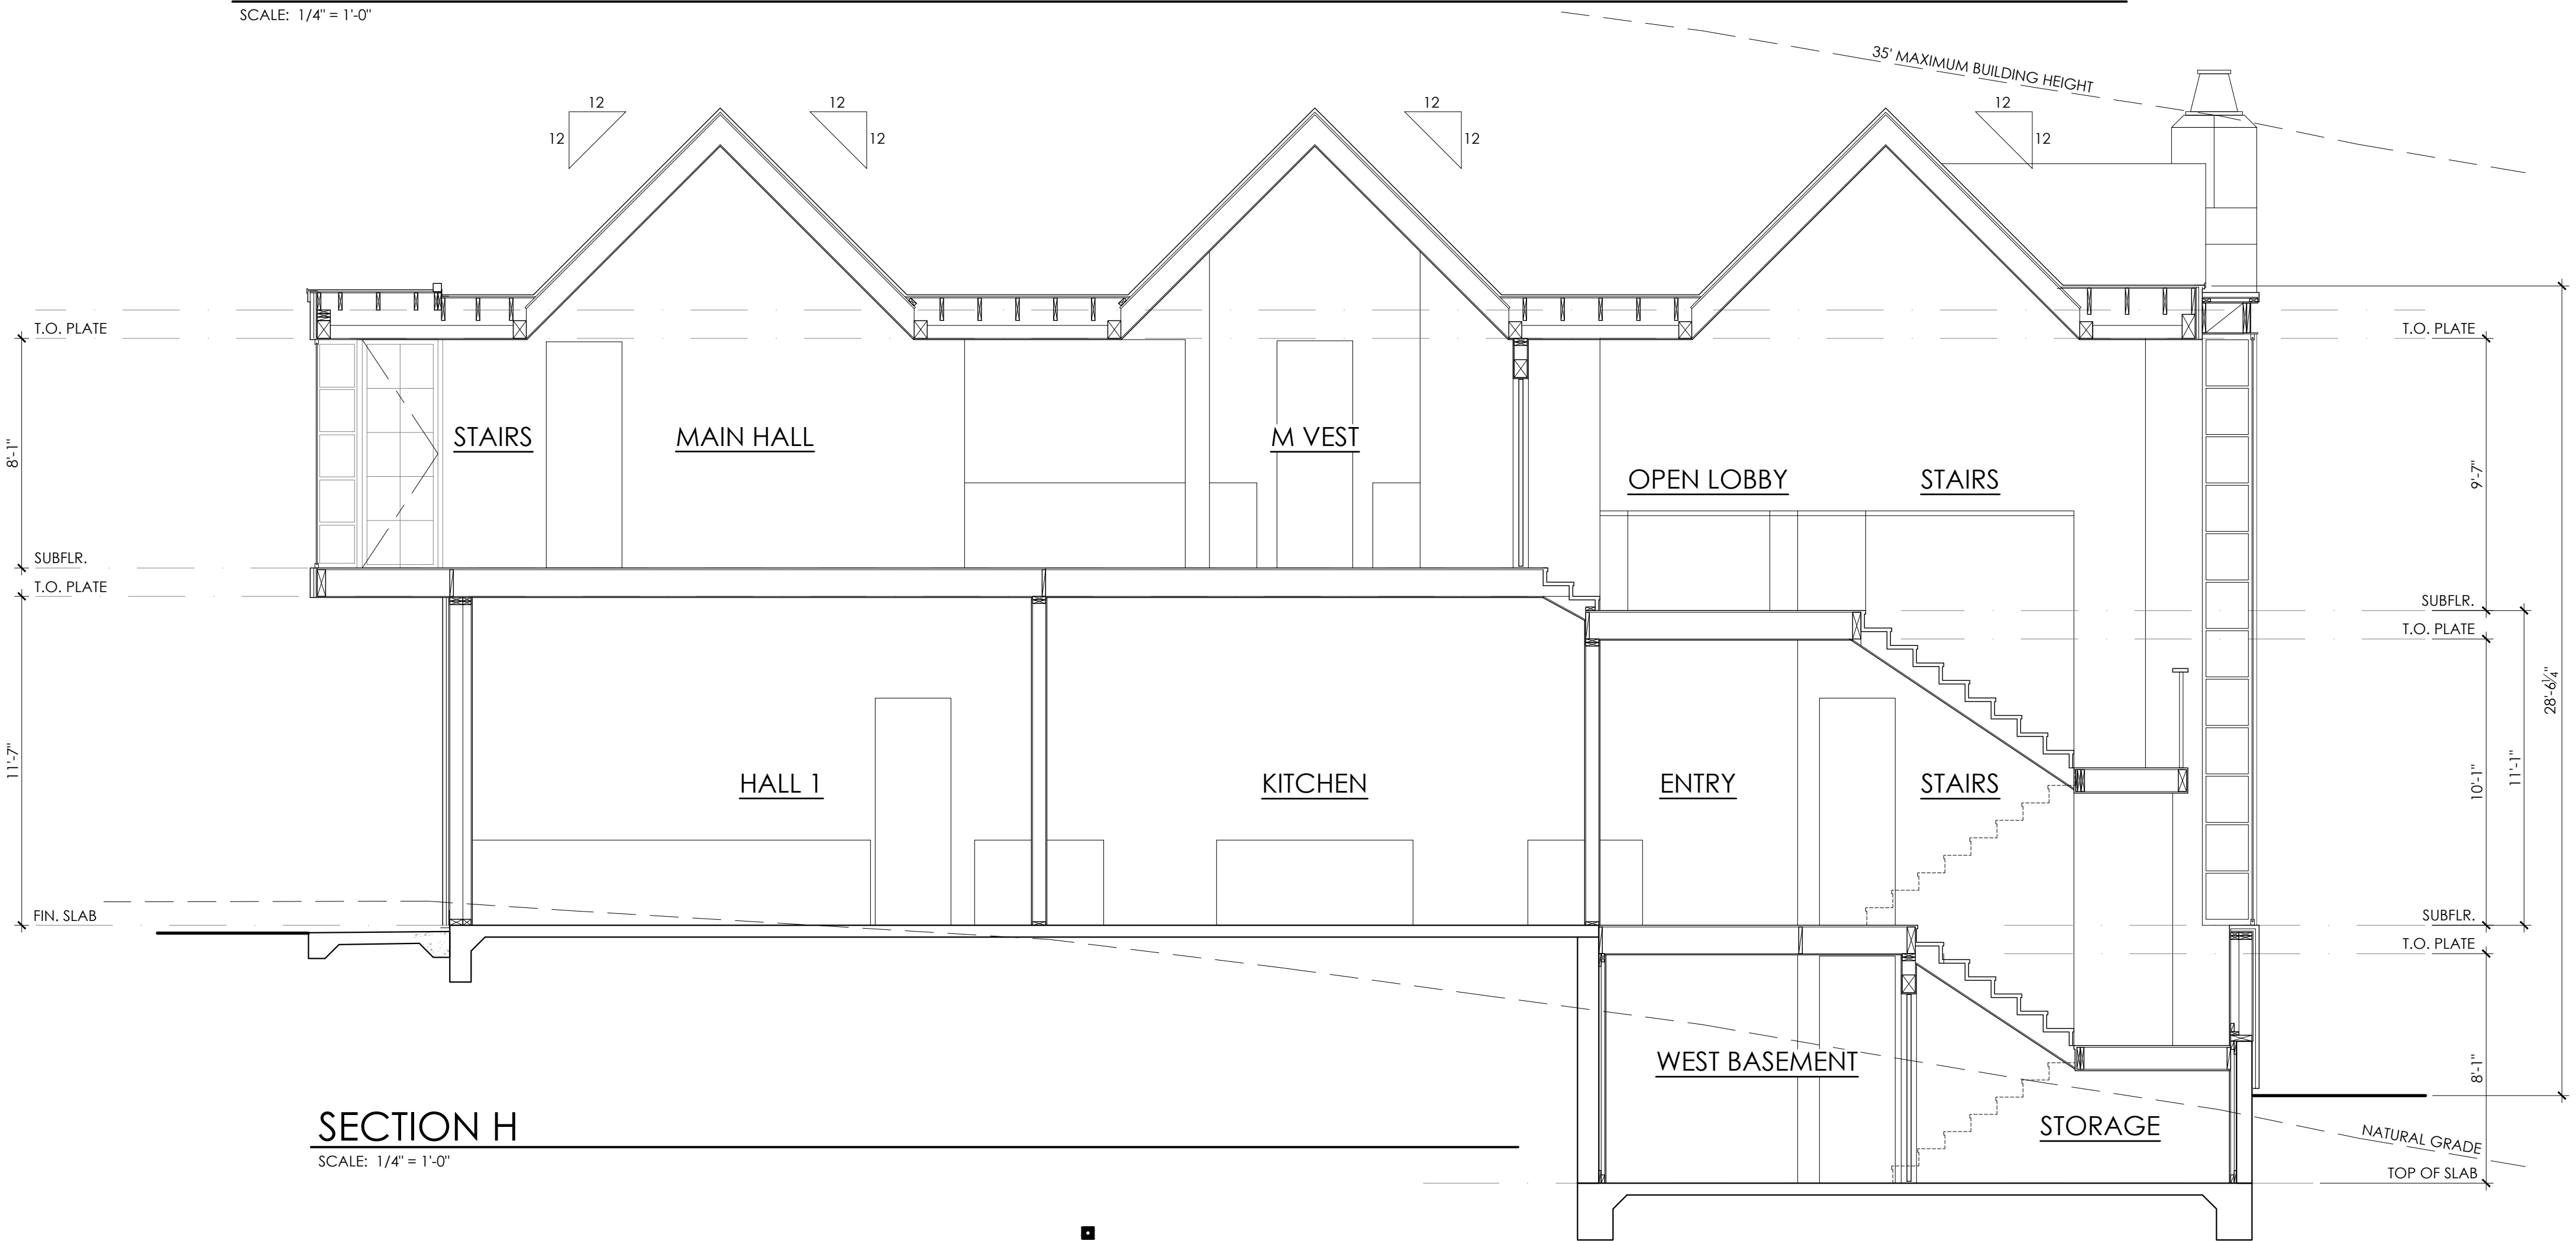 SCALE: 1/4" = 1'-0"
35' MAXIMUM BUILDING HEIGHT
12
12
12
12
12
12
12
12
T.O. PLATE
T.O. PLATE
8'-1"
STAIRS
MAIN HALL
M VEST
OPEN LOBBY
STAIRS
9'-7"
SUBFLR.
T.O. PLATE
SUBFLR.
T.O. PLATE
28'-6 1/4"
11'-7"
HALL 1
KITCHEN
ENTRY
STAIRS
10'-1"
11'-1"
FIN. SLAB
SUBFLR.
T.O. PLATE
WEST BASEMENT
8'-1"
SECTION H
STORAGE
NATURAL GRADE
SCALE: 1/4" = 1'-0"
TOP OF SLAB